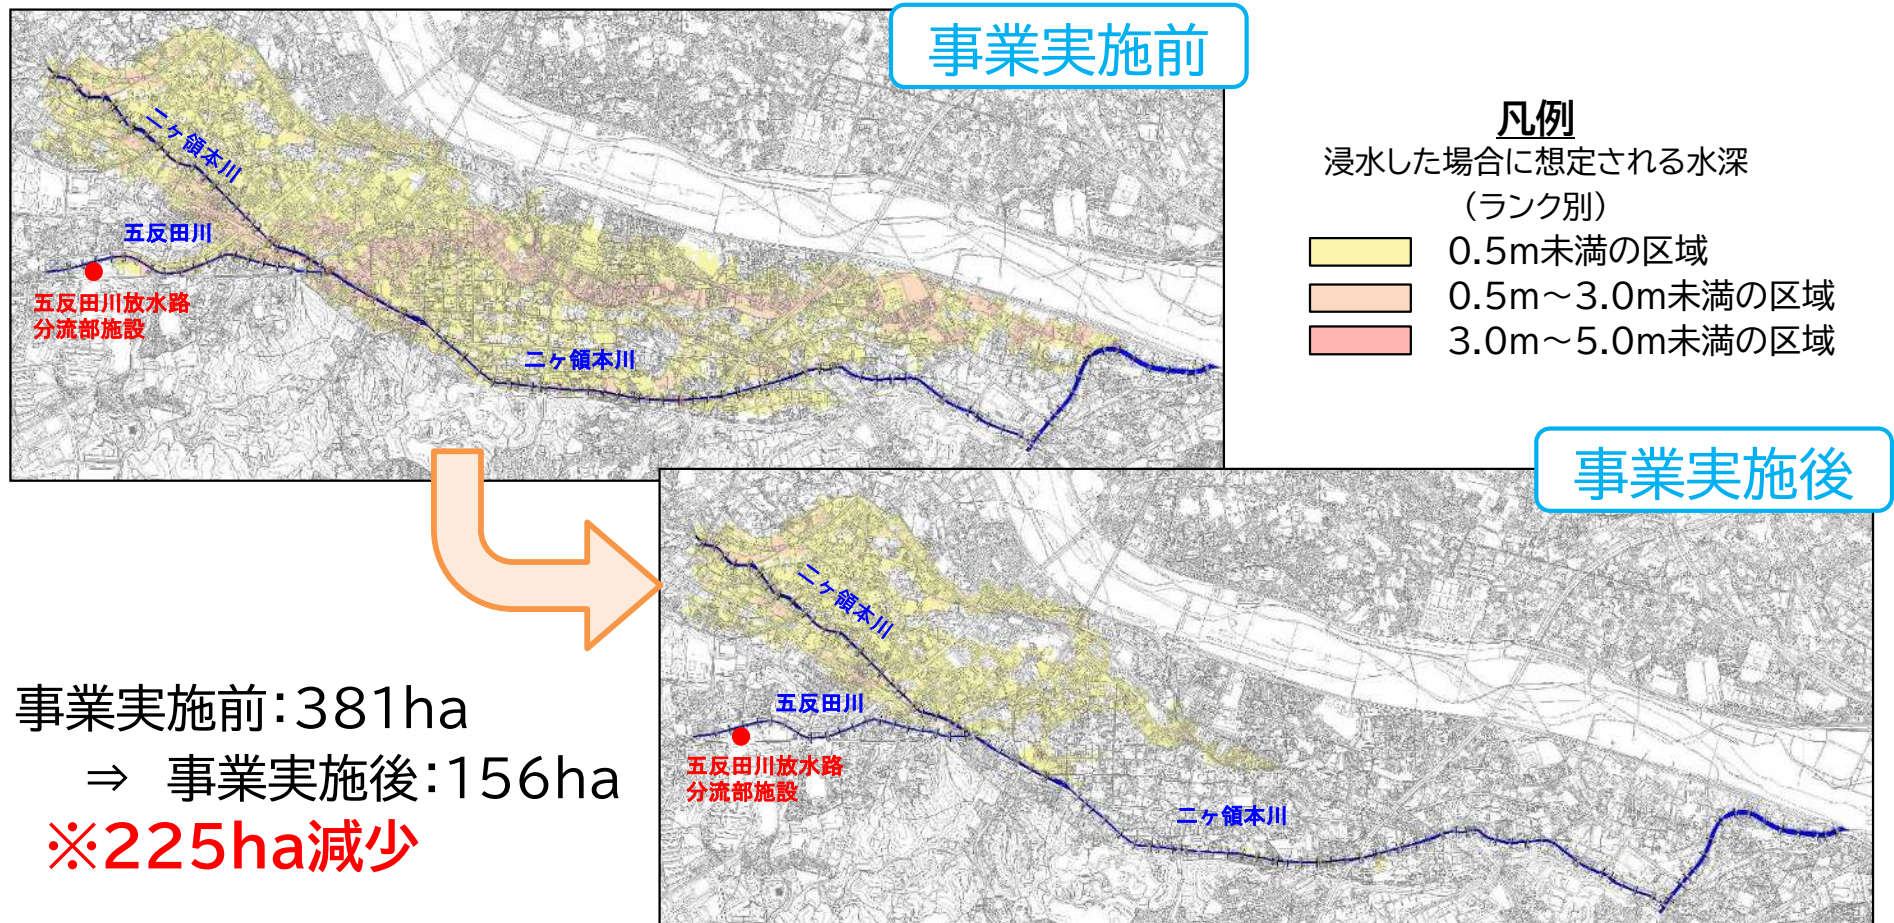 事業実施前
二ヶ領本川
五反田川
五反田川放水路
分流部施設
二ヶ領本川
凡例
浸水した場合に想定される水深
（ランク別）
0.5m未満の区域
0.5m～3.0m未満の区域
3.0m～5.0m未満の区域
事業実施後
二ヶ領本川
五反田川
五反田川放水路
分流部施設
二ヶ領本川
事業実施前：381ha
⇒ 事業実施後：156ha
※225ha減少